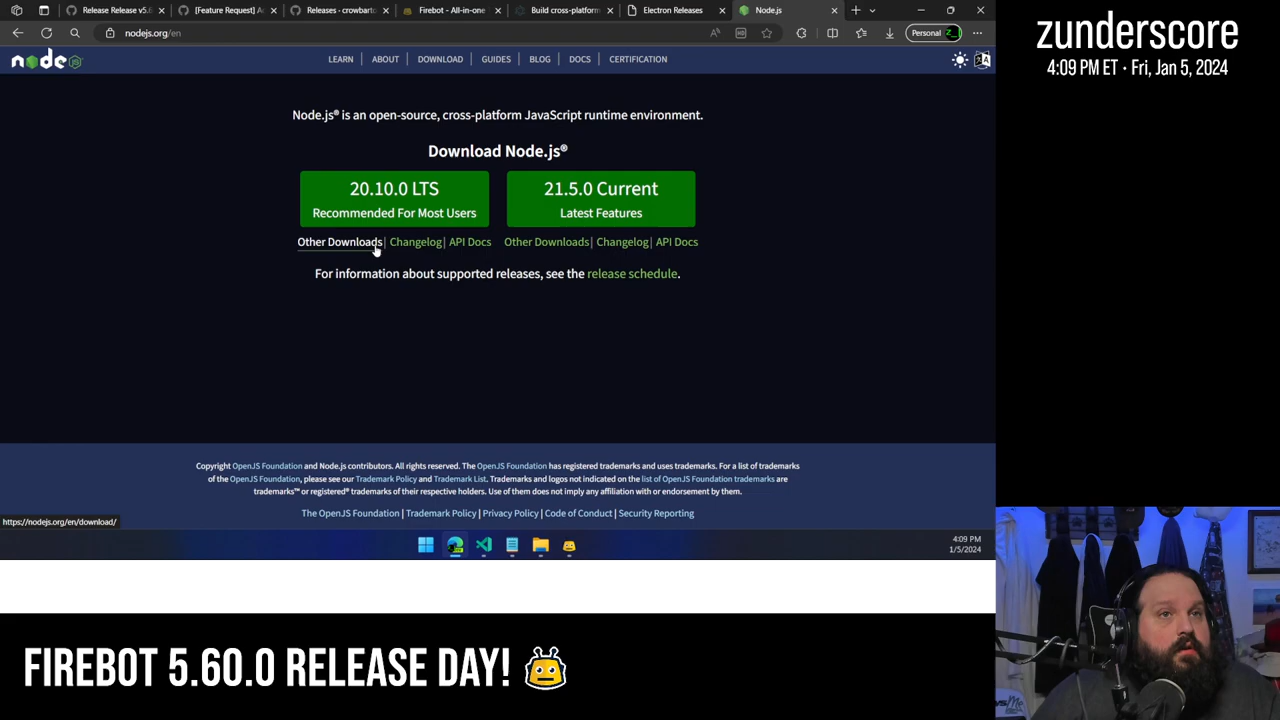 Release Release v5.6
[Feature Request] A
Releases · crowbarto
Firebot - All-in-one
Build cross-platform
Electron Releases
Node.js
nodejs.org/en
Personal
node
LEARN
ABOUT
DOWNLOAD
GUIDES
BLOG
DOCS
CERTIFICATION
Node.js® is an open-source, cross-platform JavaScript runtime environment.
Download Node.js®
20.10.0 LTS
Recommended For Most Users
21.5.0 Current
Latest Features
Other Downloads | Changelog | API Docs
Other Downloads | Changelog | API Docs
For information about supported releases, see the release schedule.
Copyright OpenJS Foundation and Node.js contributors. All rights reserved. The OpenJS Foundation has registered trademarks and uses trademarks. For a list of trademarks
of the OpenJS Foundation, please see our Trademark Policy and Trademark List. Trademarks and logos not indicated on the list of OpenJS Foundation trademarks are
trademarks™ or registered® trademarks of their respective holders. Use of them does not imply any affiliation with or endorsement by them.
The OpenJS Foundation | Trademark Policy | Privacy Policy | Code of Conduct | Security Reporting
https://nodejs.org/en/download/
4:09 PM
1/5/2024
zunderscore
4:09 PM ET • Fri, Jan 5, 2024
FIREBOT 5.60.0 RELEASE DAY!